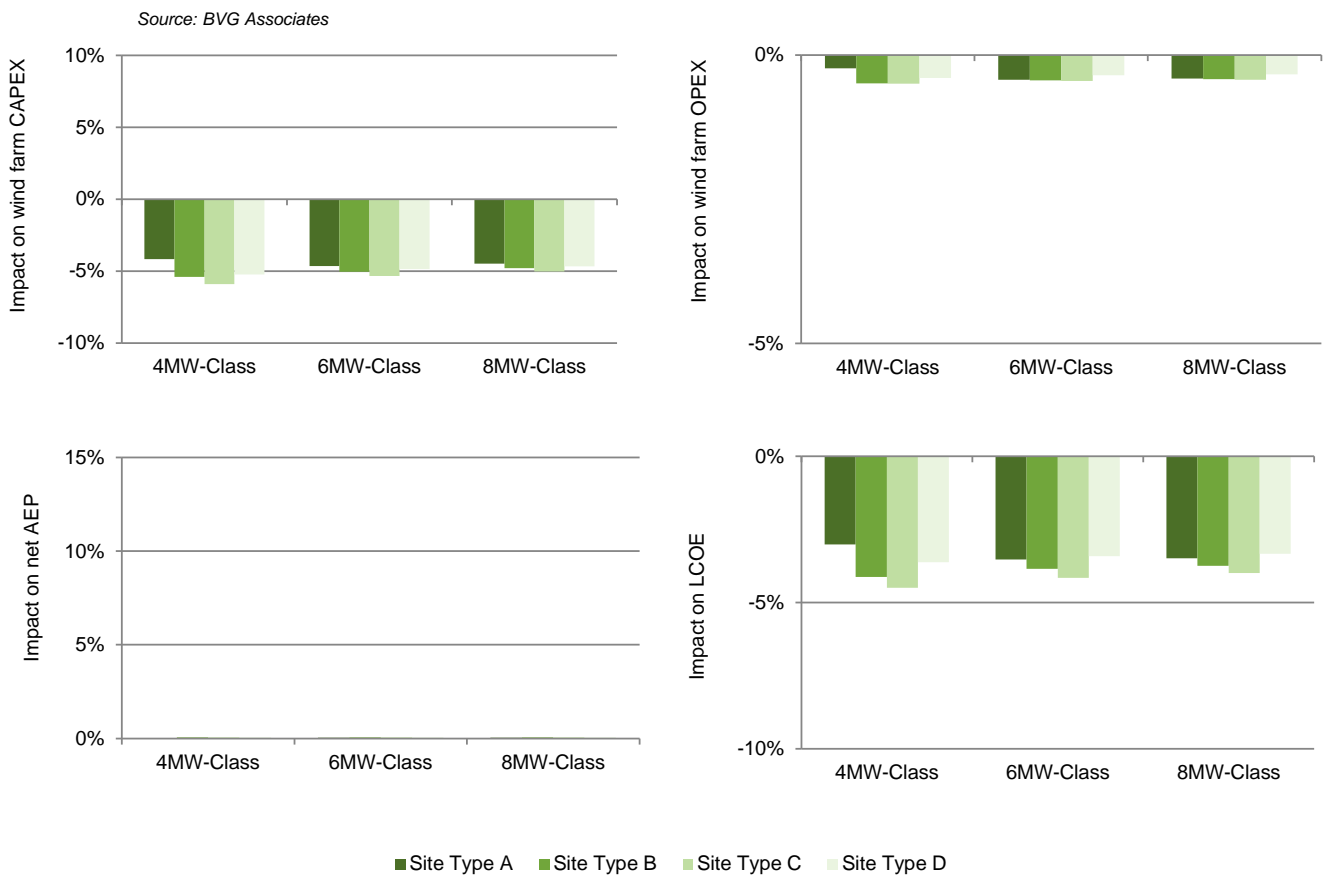 Source: BVG Associates
Impact on wind farm CAPEX
10%
5%
0%
-5%
-10%
4MW-Class 6MW-Class 8MW-Class
Impact on wind farm OPEX
0%
-5%
4MW-Class 6MW-Class 8MW-Class
Impact on net AEP
15%
10%
5%
0%
4MW-Class 6MW-Class 8MW-Class
Impact on LCOE
0%
-5%
-10%
4MW-Class 6MW-Class 8MW-Class
Site Type A Site Type B Site Type C Site Type D